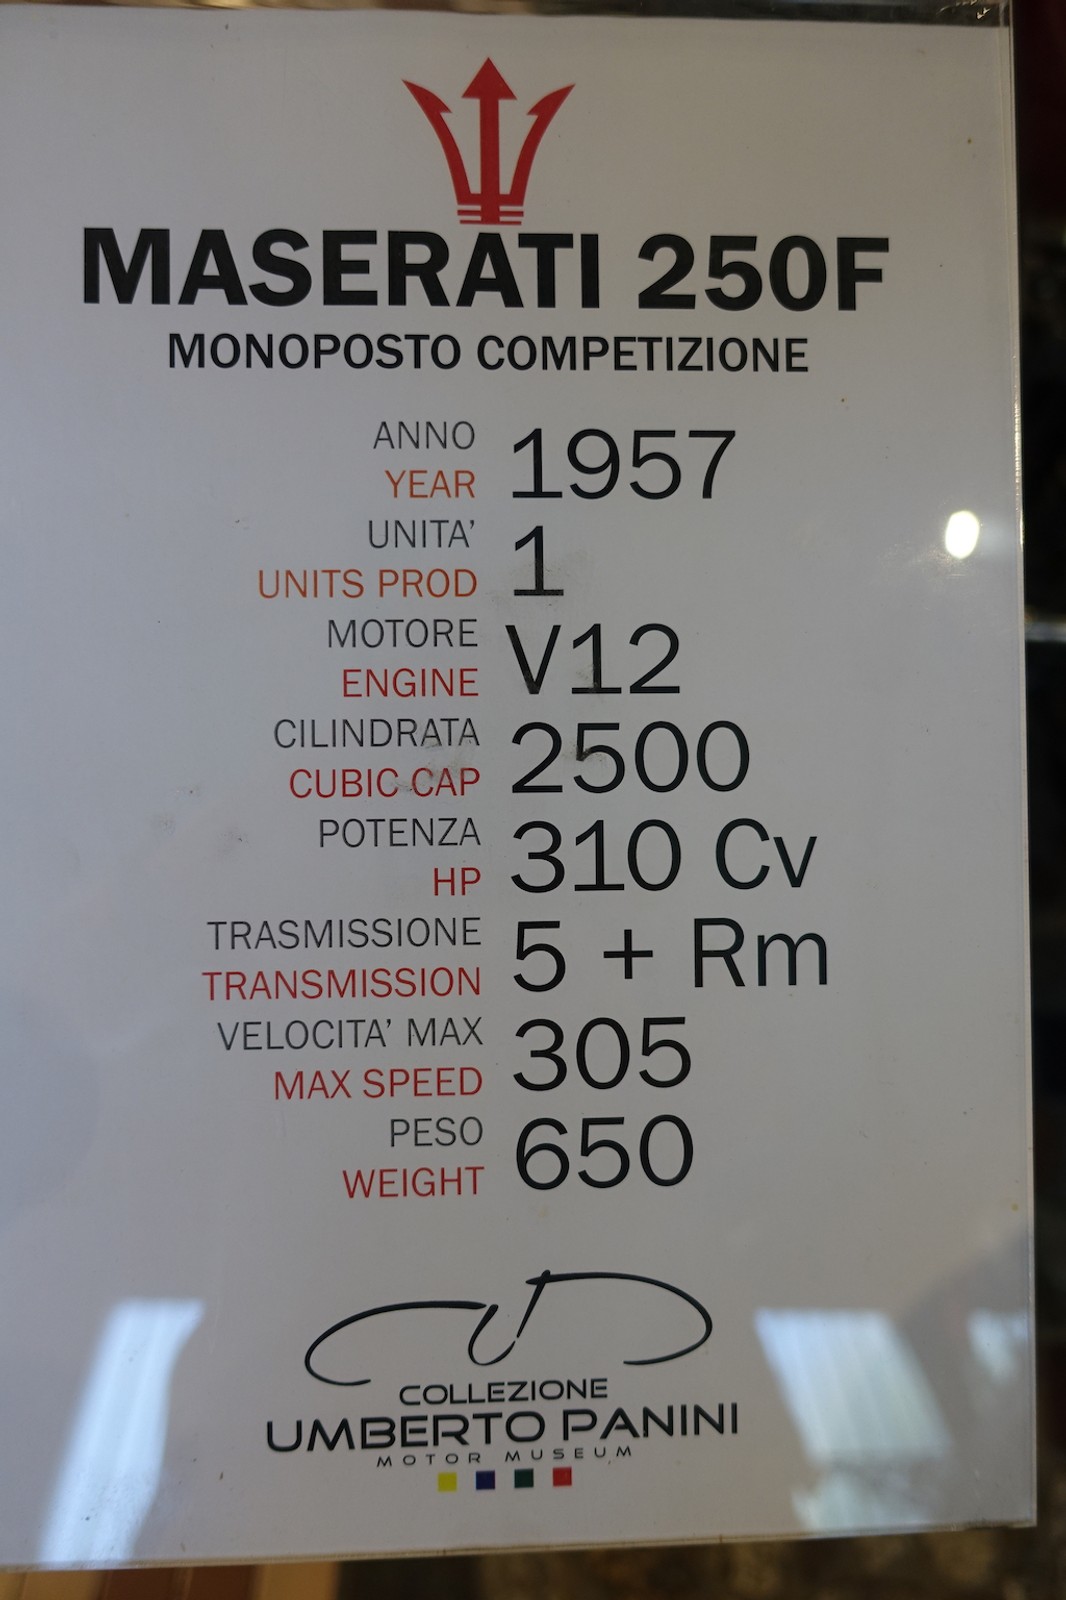 MASERATI 250F
MONOPOSTO COMPETIZIONE
ANNO
YEAR
1957
UNITA'
UNITS PROD
1
MOTORE
ENGINE
V12
CILINDRATA
CUBIC CAP
2500
POTENZA
HP
310 Cv
TRASMISSIONE
TRANSMISSION
5 + Rm
VELOCITA' MAX
MAX SPEED
305
PESO
WEIGHT
650
COLLEZIONE
UMBERTO PANINI
MOTOR MUSEUM